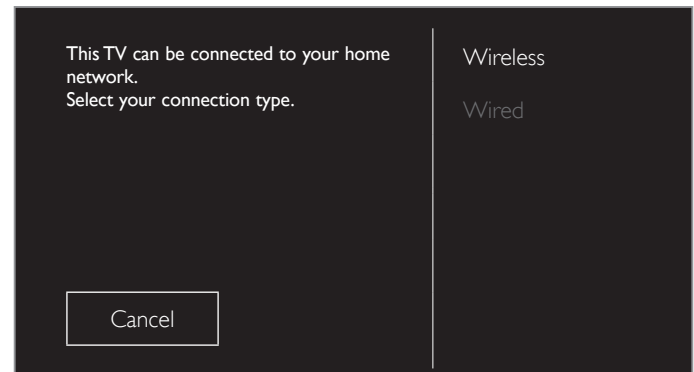 This TV can be connected to your home
network.
Select your connection type.
Wireless
Wired
Cancel